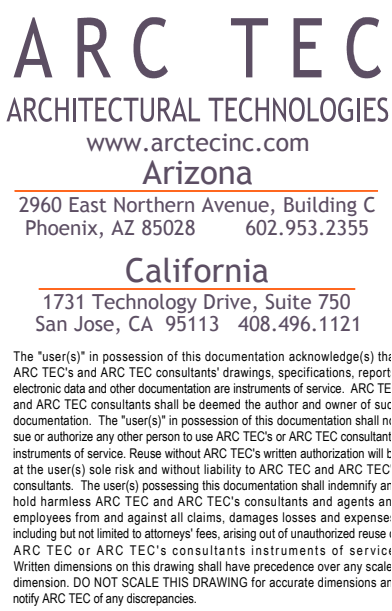 ARC TEC
ARCHITECTURAL TECHNOLOGIES
www.arctecinc.com
Arizona
2960 East Northern Avenue, Building C
Phoenix, AZ 85028 602.953.2355
California
1731 Technology Drive, Suite 750
San Jose, CA 95113 408.496.1121
The "user(s)" in possession of this documentation acknowledge(s) tha
ARC TEC's and ARC TEC consultants' drawings, specifications, reports
electronic data and other documentation are instruments of service. ARC TE
and ARC TEC consultants shall be deemed the author and owner of suc
documentation. The "user(s)" in possession of this documentation shall no
sue or authorize any other person to use ARC TEC's or ARC TEC consultant
instruments of service. Reuse without ARC TEC's written authorization will b
at the user(s) sole risk and without liability to ARC TEC and ARC TEC'
consultants. The user(s) possessing this documentation shall indemnify an
hold harmless ARC TEC and ARC TEC's consultants and agents an
employees from and against all claims, damages losses and expenses
including but not limited to attorneys' fees, arising out of unauthorized reuse o
ARC TEC or ARC TEC's consultants instruments of service
Written dimensions on this drawing shall have precedence over any scale
dimension. DO NOT SCALE THIS DRAWING for accurate dimensions an
notify ARC TEC of any discrepancies.